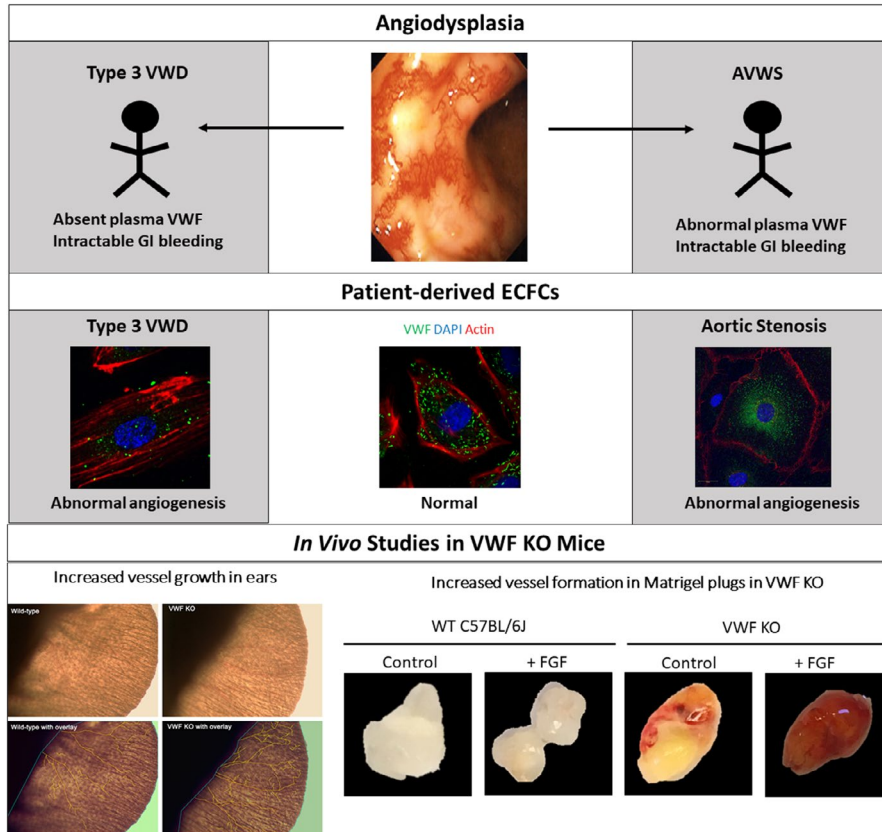 Angiodysplasia
Type 3 VWD
AVWS
Absent plasma VWF
Intractable GI bleeding
Abnormal plasma VWF
Intractable GI bleeding
Patient-derived ECFCs
Type 3 VWD
VWF DAPI Actin
Aortic Stenosis
Abnormal angiogenesis
Normal
Abnormal angiogenesis
In Vivo Studies in VWF KO Mice
Increased vessel growth in ears
Increased vessel formation in Matrigel plugs in VWF KO
Wild-type
VWF KO
Wild-type with overlay
VWF KO with overlay
WT C57BL/6J
VWF KO
Control
+ FGF
Control
+ FGF